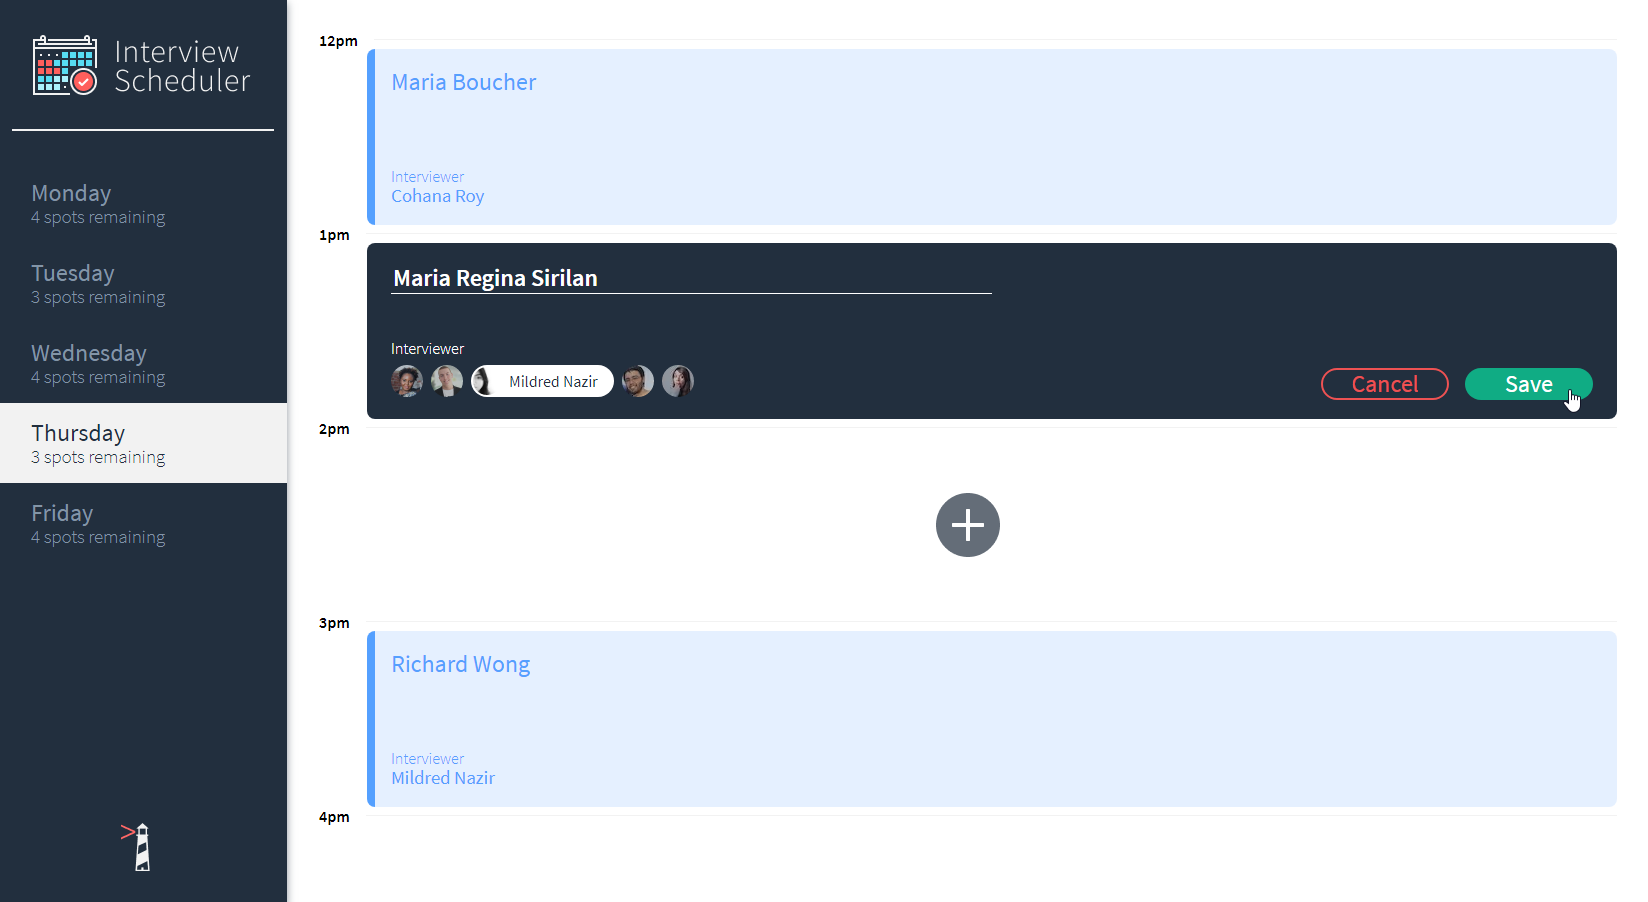 Interview
Scheduler
Monday
4 spots remaining
Tuesday
3 spots remaining
Wednesday
4 spots remaining
Thursday
3 spots remaining
Friday
4 spots remaining
12pm
Maria Boucher
Interviewer
Cohana Roy
1pm
Maria Regina Sirilan
Interviewer
Mildred Nazir
Cancel
Save
2pm
3pm
Richard Wong
Interviewer
Mildred Nazir
4pm